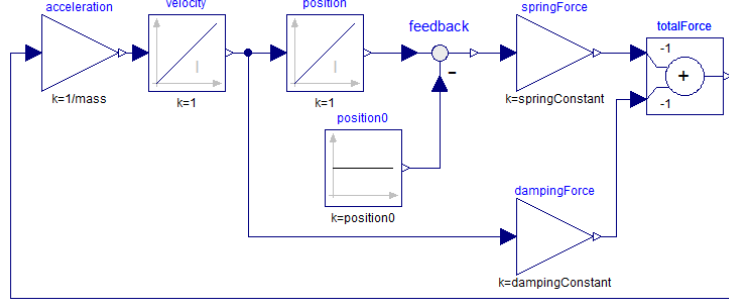 acceleration
velocity
position
feedback
springForce
totalForce
-1
+
-1
I
I
-
k=1/mass
k=1
k=1
k=springConstant
position0
k=position0
dampingForce
k=dampingConstant